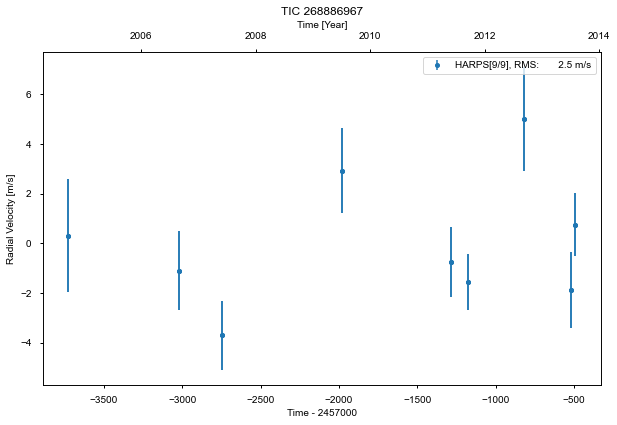 TIC 268886967
Time [Year]
2006 2008 2010 2012 2014
HARPS[9/9], RMS: 2.5 m/s
Radial Velocity [m/s]
6
4
2
0
−2
−4
−3500 −3000 −2500 −2000 −1500 −1000 −500
Time - 2457000